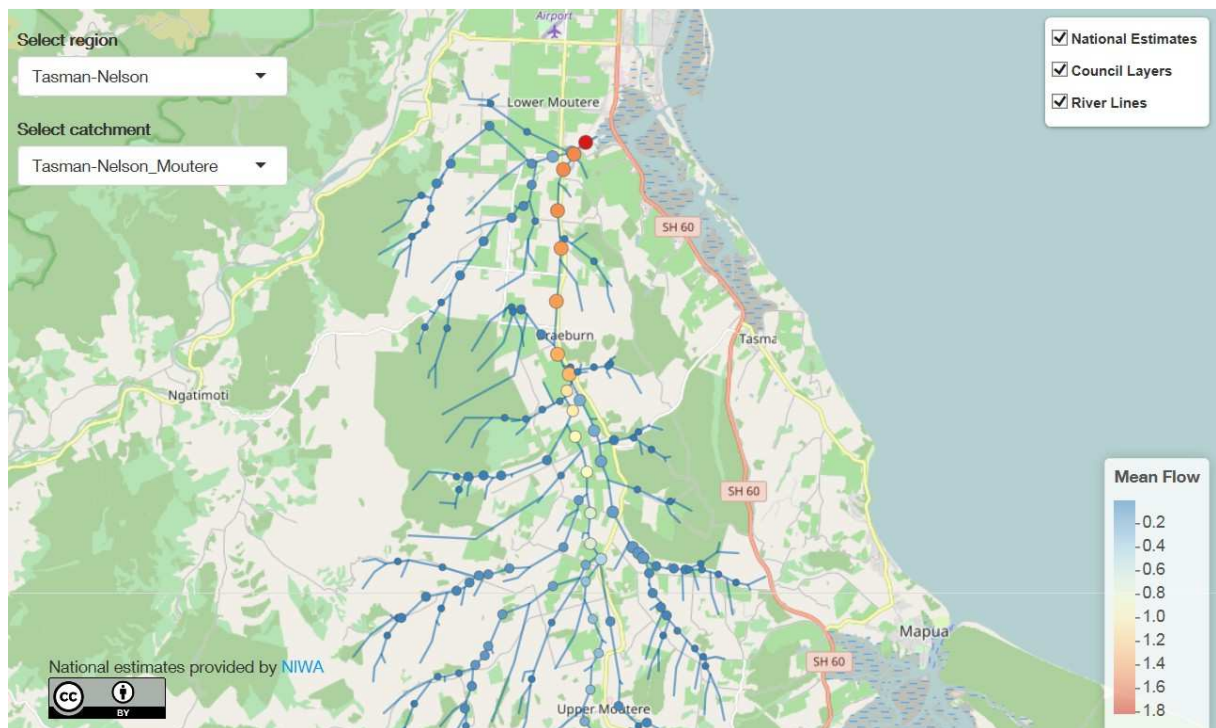 Select region
Tasman-Nelson
Select catchment
Tasman-Nelson_Moutere
Airport
National Estimates
Council Layers
River Lines
Lower Moutere
SH 60
Tasma
Ngatimoti
SH 60
Mean Flow
0.2
0.4
0.6
0.8
1.0
1.2
1.4
1.6
1.8
Mapua
SH 60
Upper Moutere
National estimates provided by NIWA
cc
BY